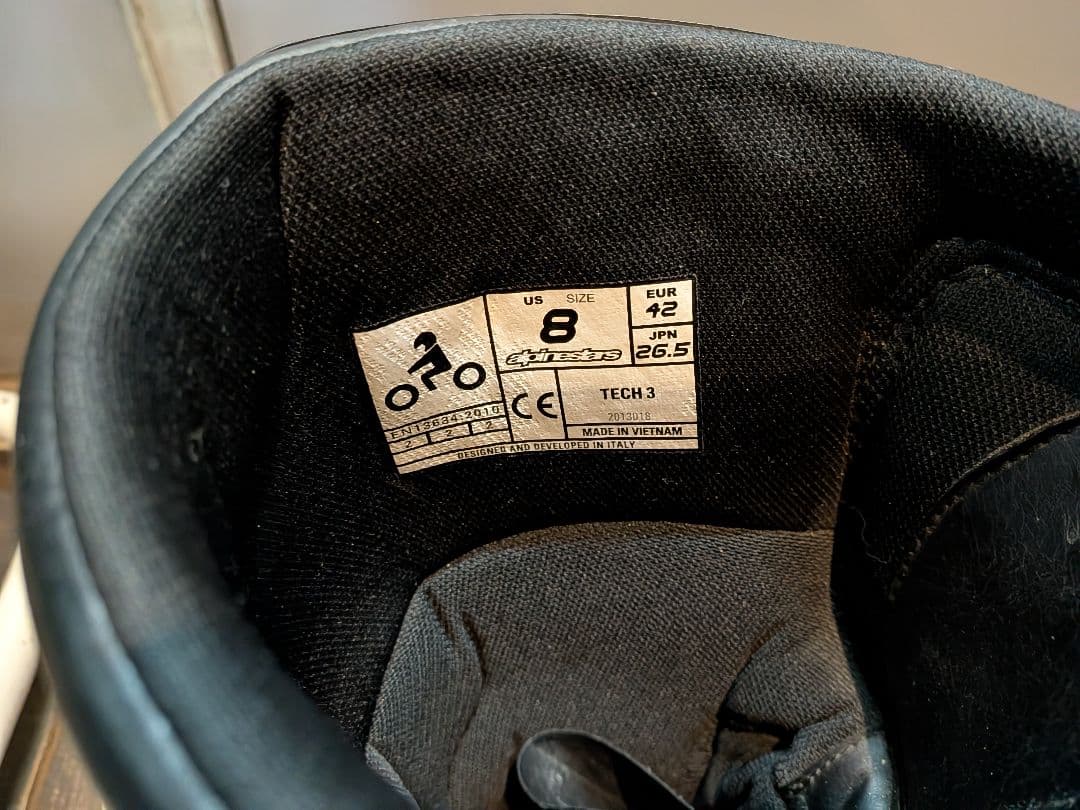 US SIZE
8
alpinestars
EUR
42
JPN
26.5
EN13634:2010
2 2 2
CE
TECH 3
2013018
MADE IN VIETNAM
DESIGNED AND DEVELOPED IN ITALY